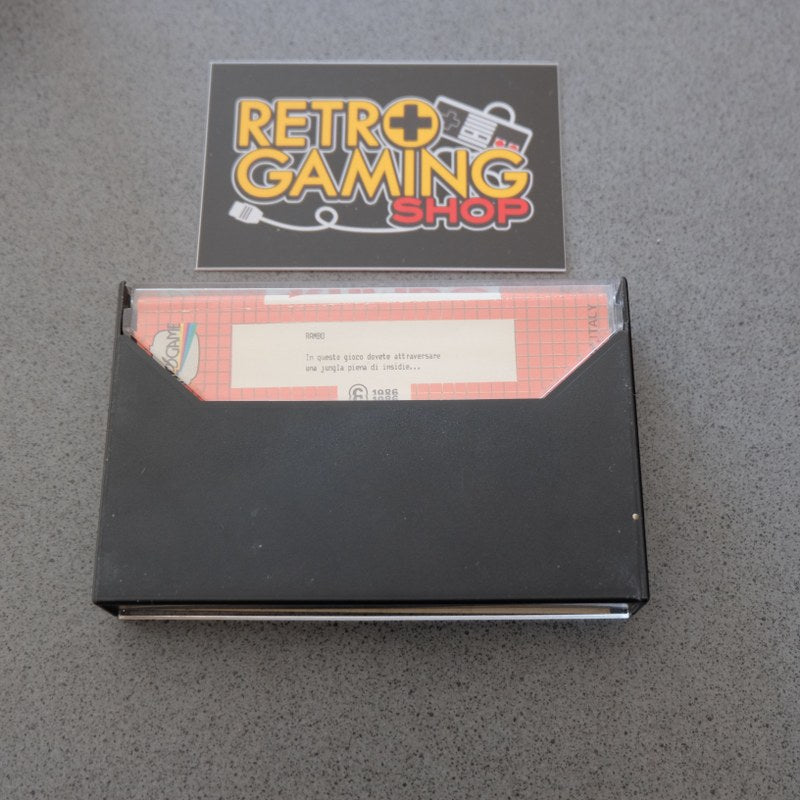 RETRO
GAMING
SHOP
RAMBO
In questo gioco dovete attraversare
una jungla piena di insidie...
© 1986
ITALY